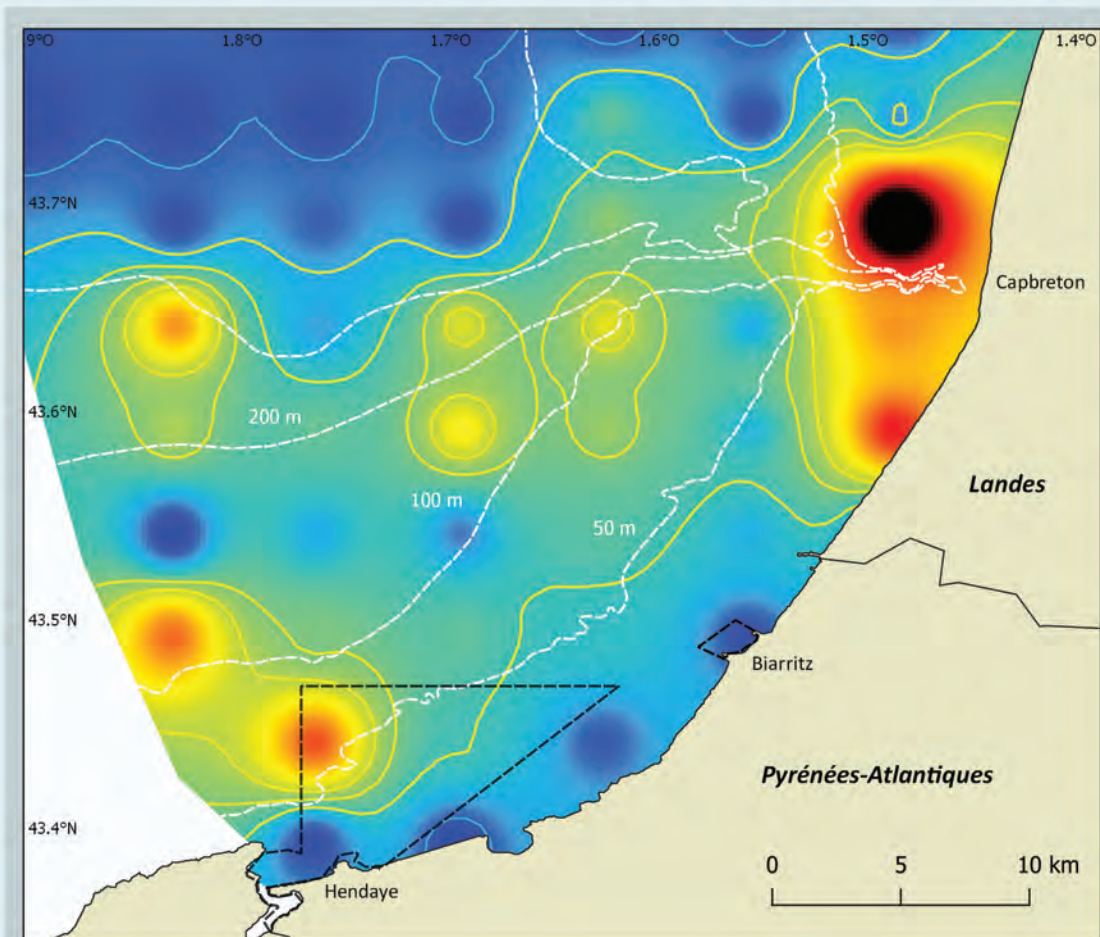 9°O 1.8°O 1.7°O 1.6°O 1.5°O 1.4°O
43.7°N
Capbreton
43.6°N
200 m
Landes
100 m
50 m
43.5°N
Biarritz
Pyrénées-Atlantiques
43.4°N
0 5 10 km
Hendaye